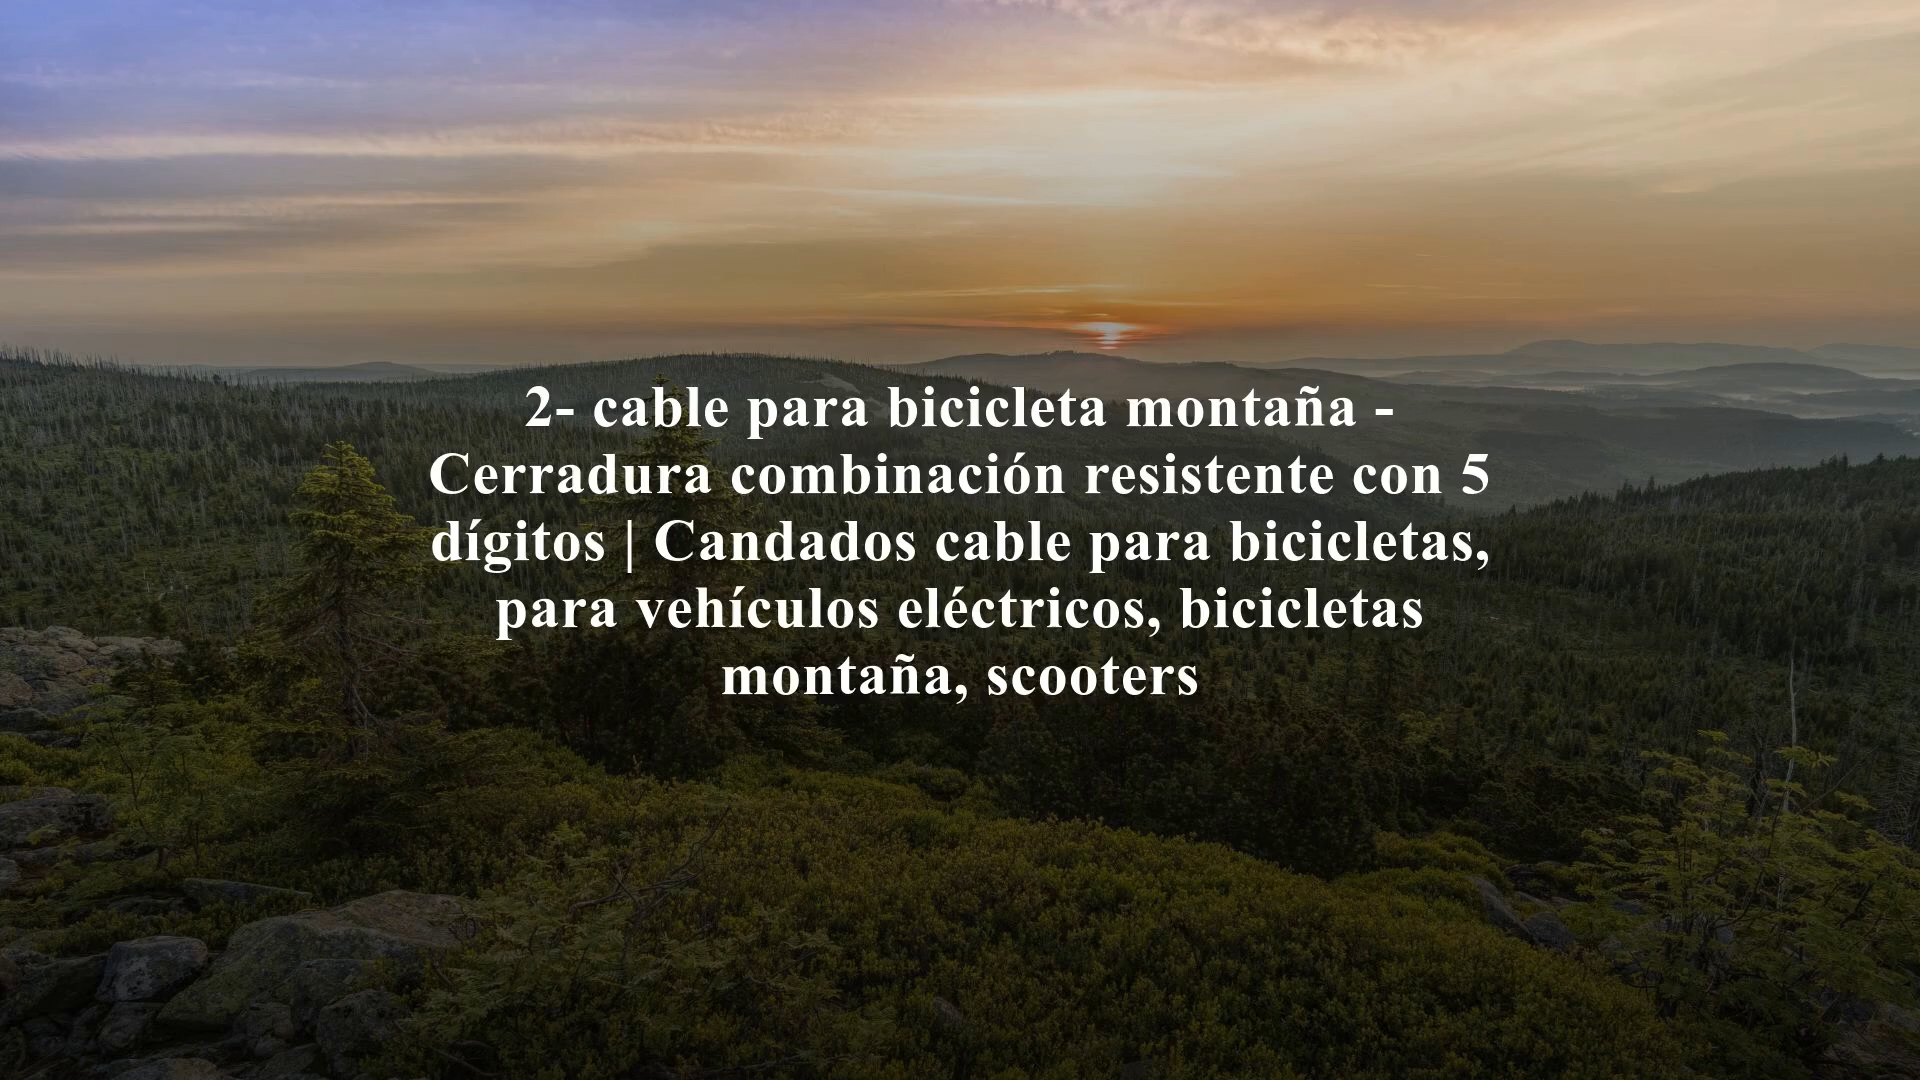 2- cable para bicicleta montaña -
Cerradura combinación resistente con 5
dígitos | Candados cable para bicicletas,
para vehículos eléctricos, bicicletas
montaña, scooters